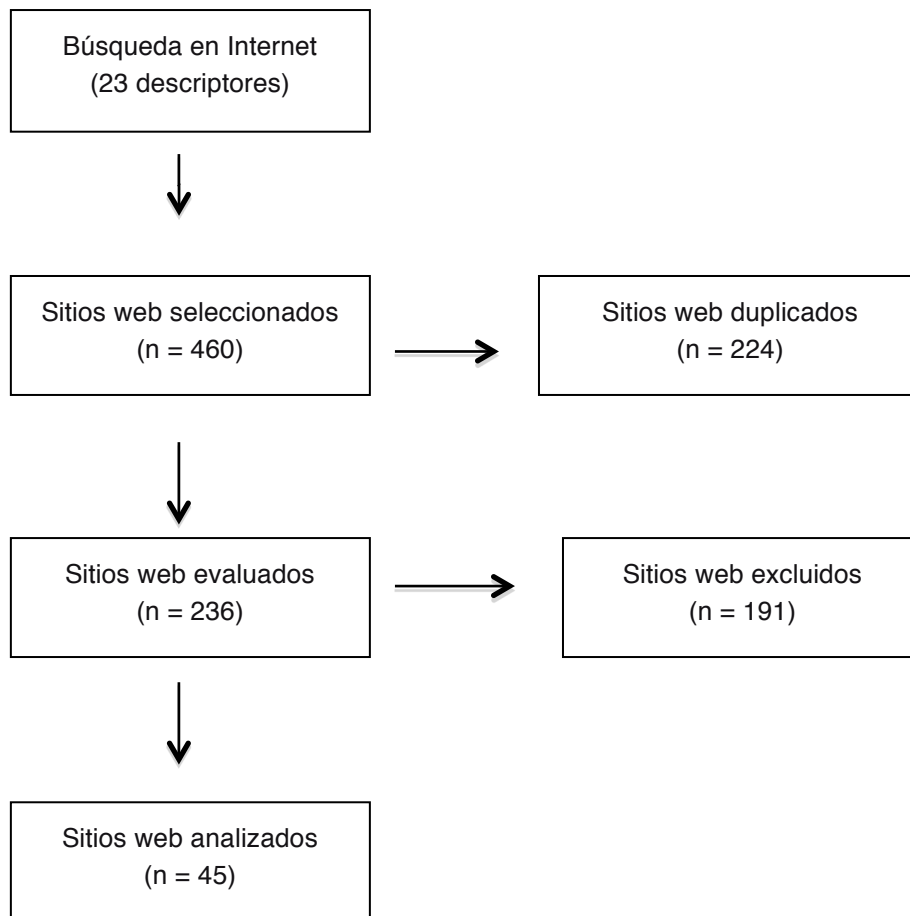 Búsqueda en Internet
(23 descriptores)
Sitios web seleccionados
(n = 460)
Sitios web duplicados
(n = 224)
Sitios web evaluados
(n = 236)
Sitios web excluidos
(n = 191)
Sitios web analizados
(n = 45)